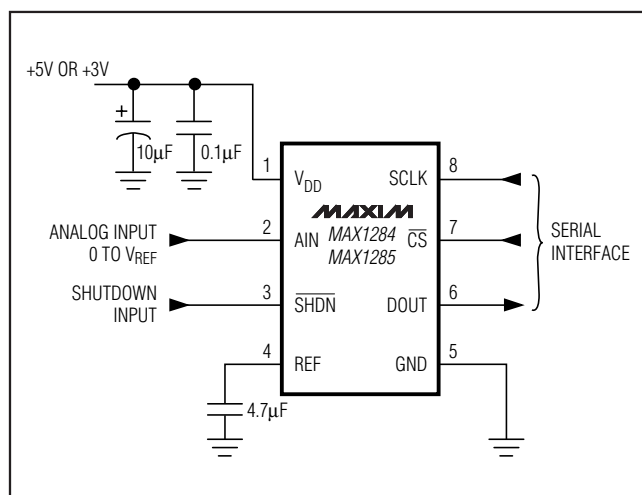 +5V OR +3V
+
10µF
0.1µF
1
VDD
SCLK
8
MAXIM
ANALOG INPUT
0 TO VREF
2
AIN
MAX1284
MAX1285
CS
7
SERIAL
INTERFACE
SHUTDOWN
INPUT
3
SHDN
DOUT
6
4
REF
GND
5
4.7µF